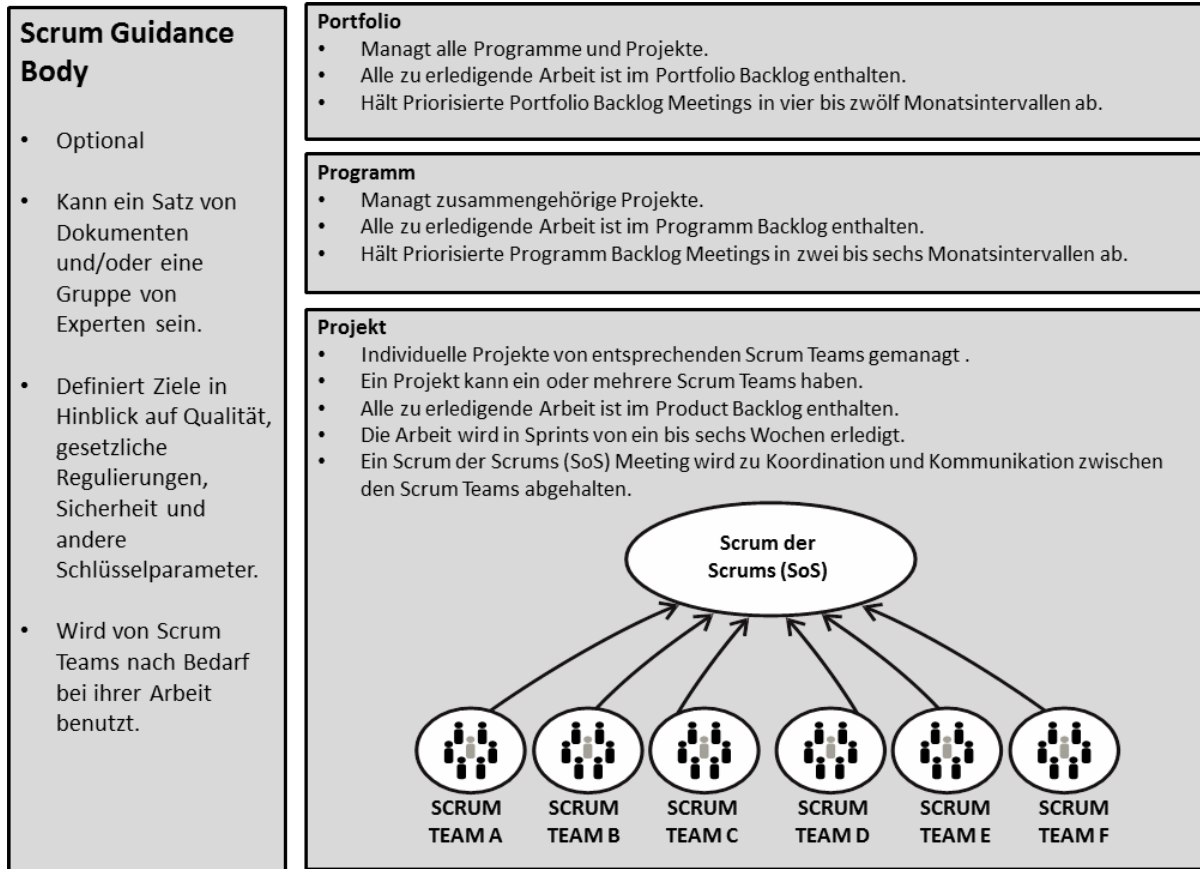 Scrum Guidance
Body
• Optional
• Kann ein Satz von
Dokumenten
und/oder eine
Gruppe von
Experten sein.
• Definiert Ziele in
Hinblick auf Qualität,
gesetzliche
Regulierungen,
Sicherheit und
andere
Schlüsselparameter.
• Wird von Scrum
Teams nach Bedarf
bei ihrer Arbeit
benutzt.
Portfolio
• Managt alle Programme und Projekte.
• Alle zu erledigende Arbeit ist im Portfolio Backlog enthalten.
• Hält Priorisierte Portfolio Backlog Meetings in vier bis zwölf Monatsintervallen ab.
Programm
• Managt zusammengehörige Projekte.
• Alle zu erledigende Arbeit ist im Programm Backlog enthalten.
• Hält Priorisierte Programm Backlog Meetings in zwei bis sechs Monatsintervallen ab.
Projekt
• Individuelle Projekte von entsprechenden Scrum Teams gemanagt .
• Ein Projekt kann ein oder mehrere Scrum Teams haben.
• Alle zu erledigende Arbeit ist im Product Backlog enthalten.
• Die Arbeit wird in Sprints von ein bis sechs Wochen erledigt.
• Ein Scrum der Scrums (SoS) Meeting wird zu Koordination und Kommunikation zwischen
den Scrum Teams abgehalten.
Scrum der
Scrums (SoS)
SCRUM
TEAM A
SCRUM
TEAM B
SCRUM
TEAM C
SCRUM
TEAM D
SCRUM
TEAM E
SCRUM
TEAM F